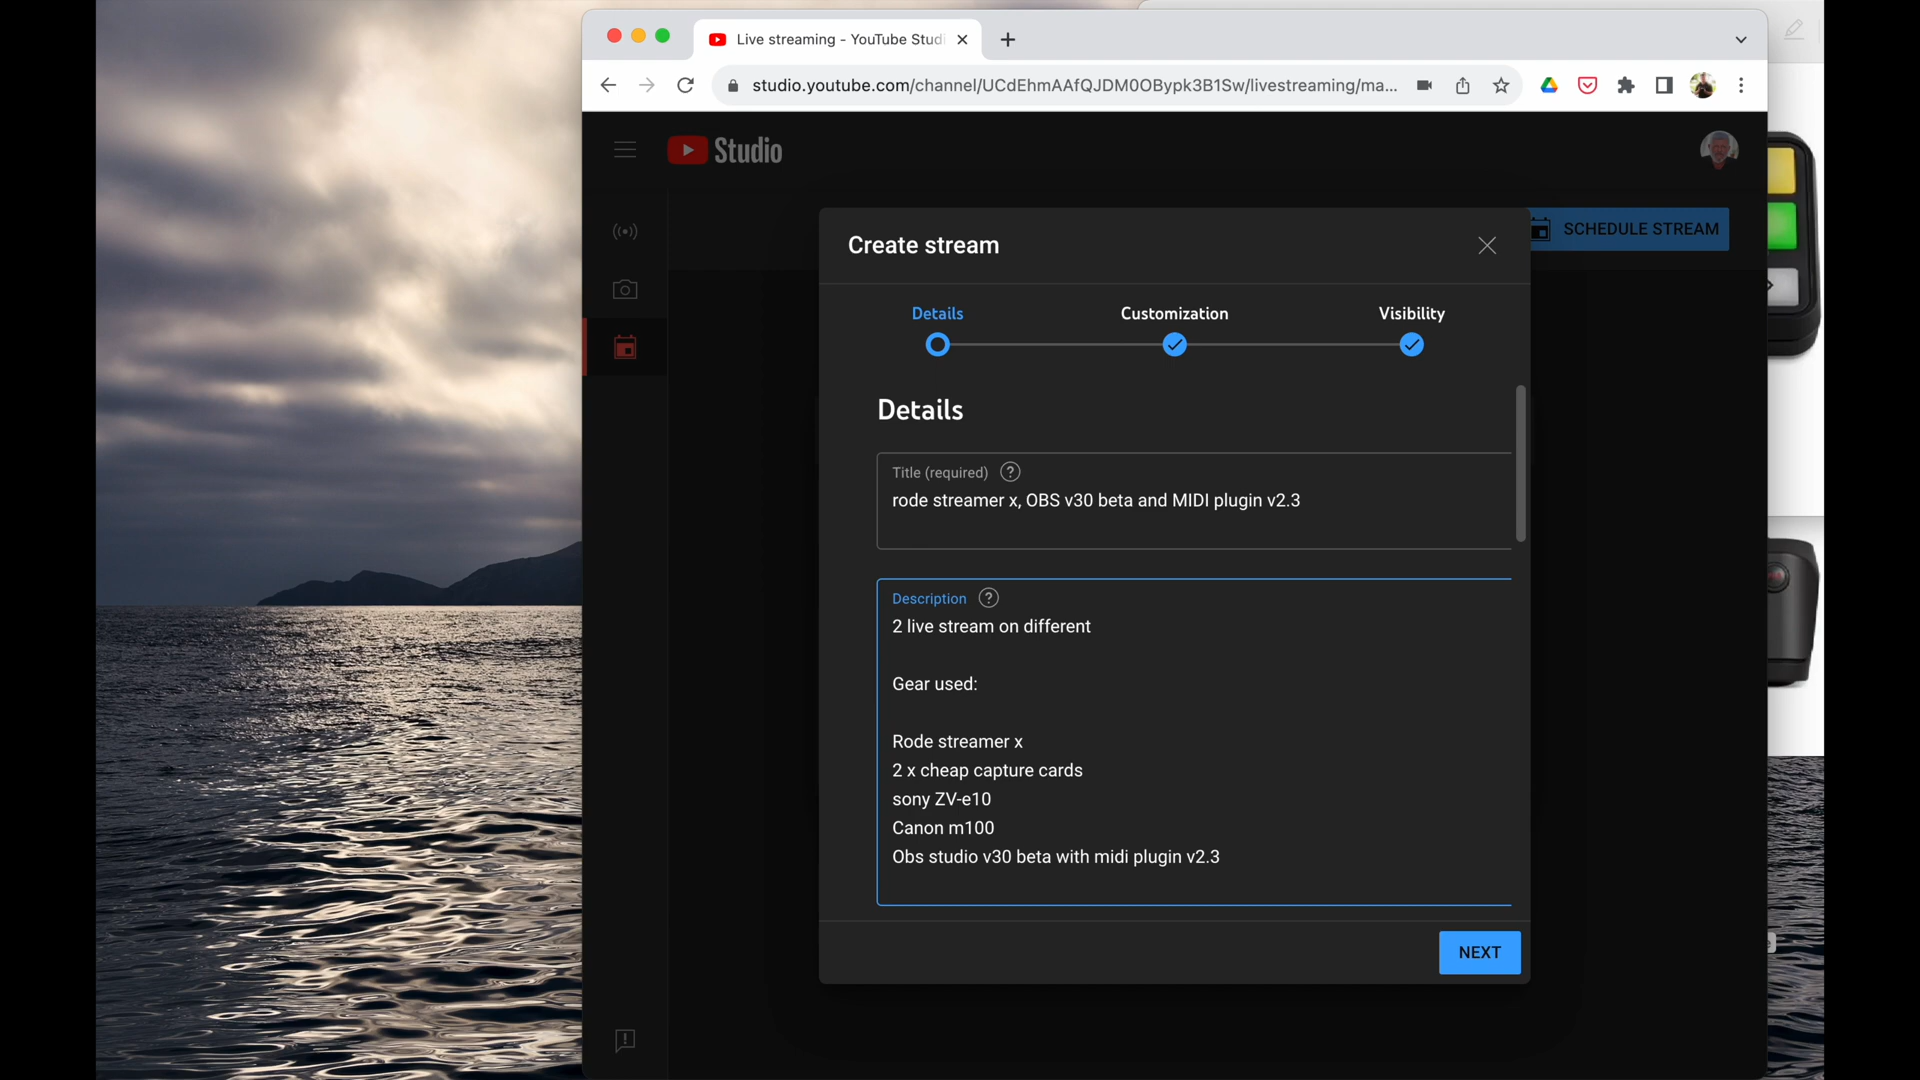 Live streaming - YouTube Studi
studio.youtube.com/channel/UCdEhmAAfQJDM0OBypk3B1Sw/livestreaming/ma...
Studio
SCHEDULE STREAM
Create stream
Details
Customization
Visibility
Details
Title (required)
rode streamer x, OBS v30 beta and MIDI plugin v2.3
Description
2 live stream on different
Gear used:
Rode streamer x
2 x cheap capture cards
sony ZV-e10
Canon m100
Obs studio v30 beta with midi plugin v2.3
NEXT